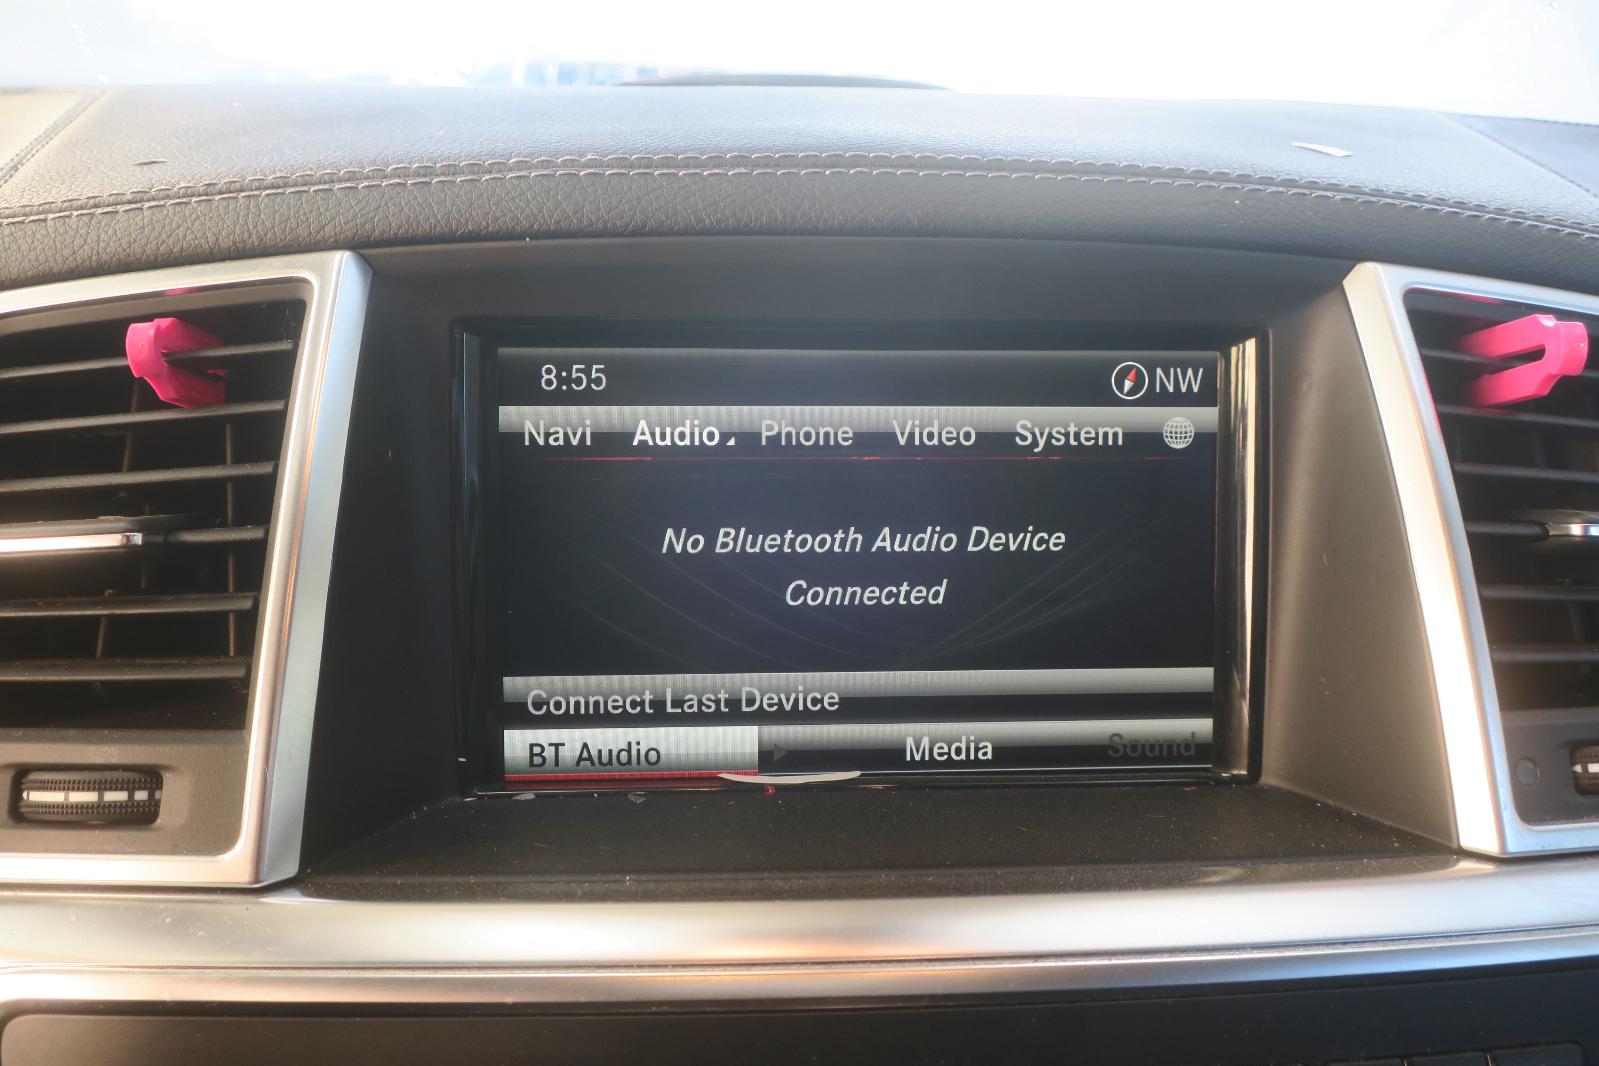 8:55 NW
Navi Audio Phone Video System
No Bluetooth Audio Device
Connected
Connect Last Device
BT Audio Media Sound